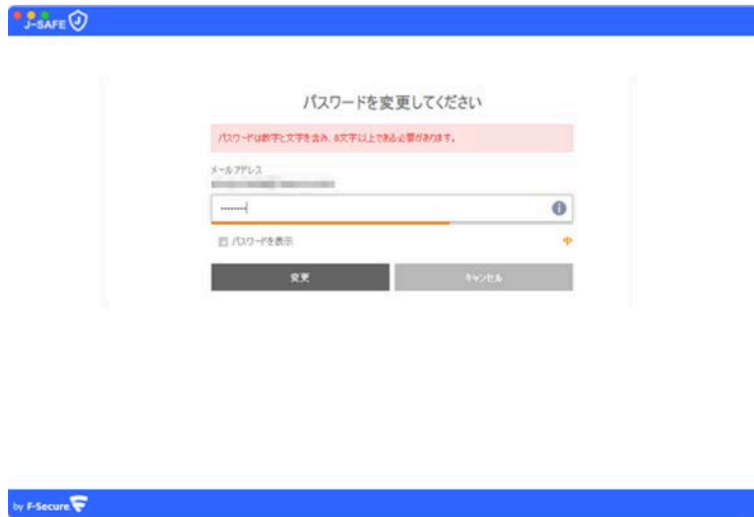 J-SAFE
パスワードを変更してください
パスワードは数字と文字を含み、8文字以上である必要があります。
メールアドレス
パスワードを表示
中
変更
キャンセル
by F-Secure